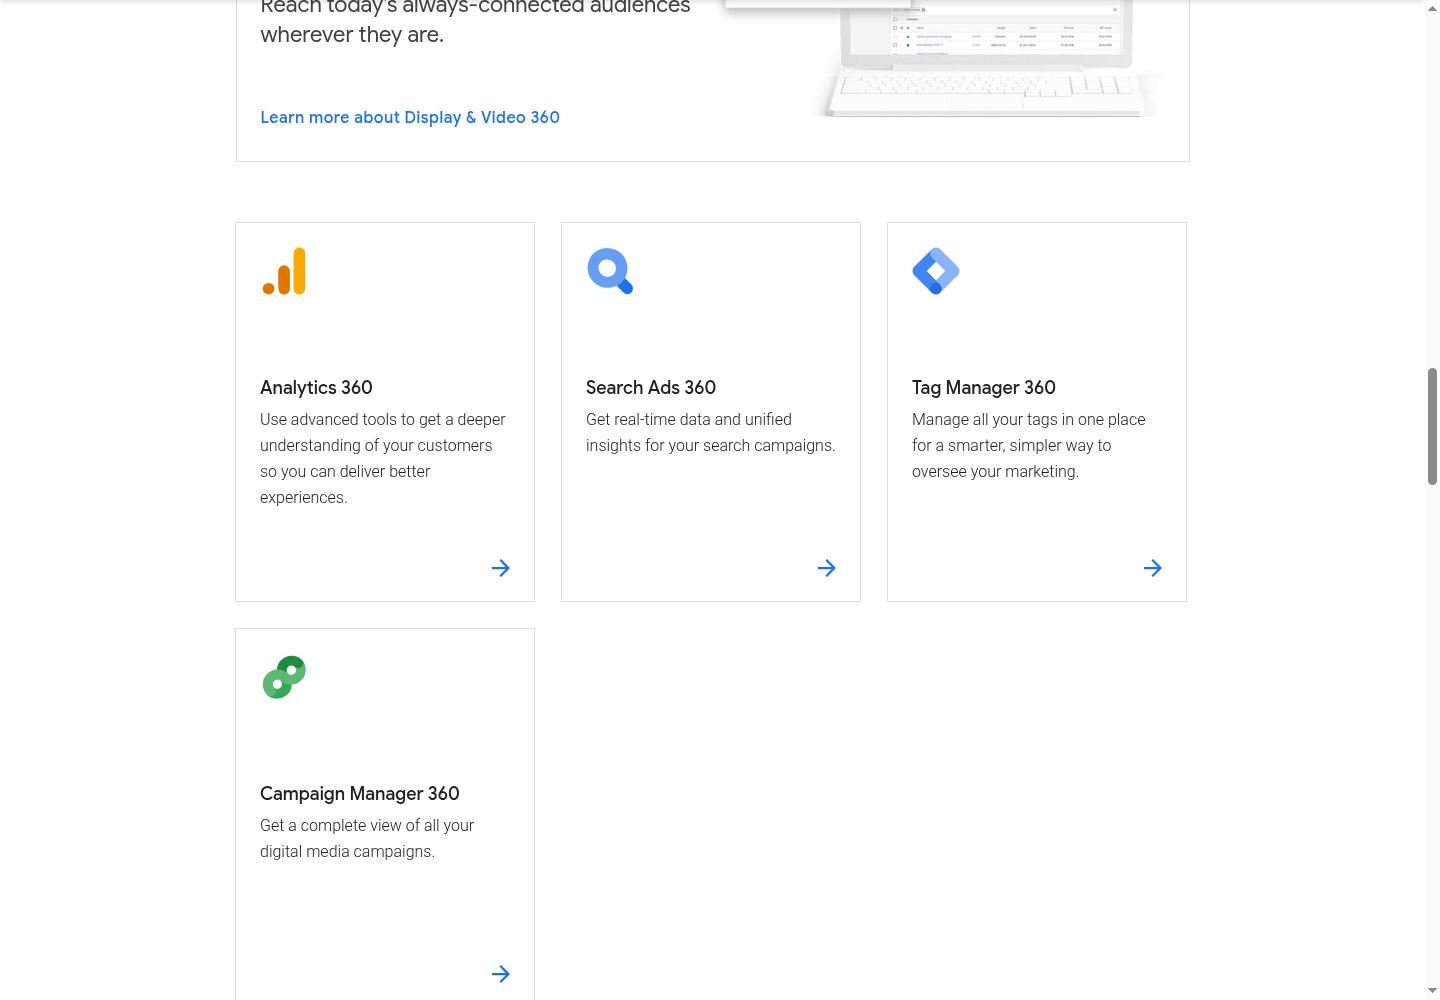 Reach today's always-connected audiences
wherever they are.
Learn more about Display & Video 360
Analytics 360
Use advanced tools to get a deeper
understanding of your customers
so you can deliver better
experiences.
Search Ads 360
Get real-time data and unified
insights for your search campaigns.
Tag Manager 360
Manage all your tags in one place
for a smarter, simpler way to
oversee your marketing.
Campaign Manager 360
Get a complete view of all your
digital media campaigns.